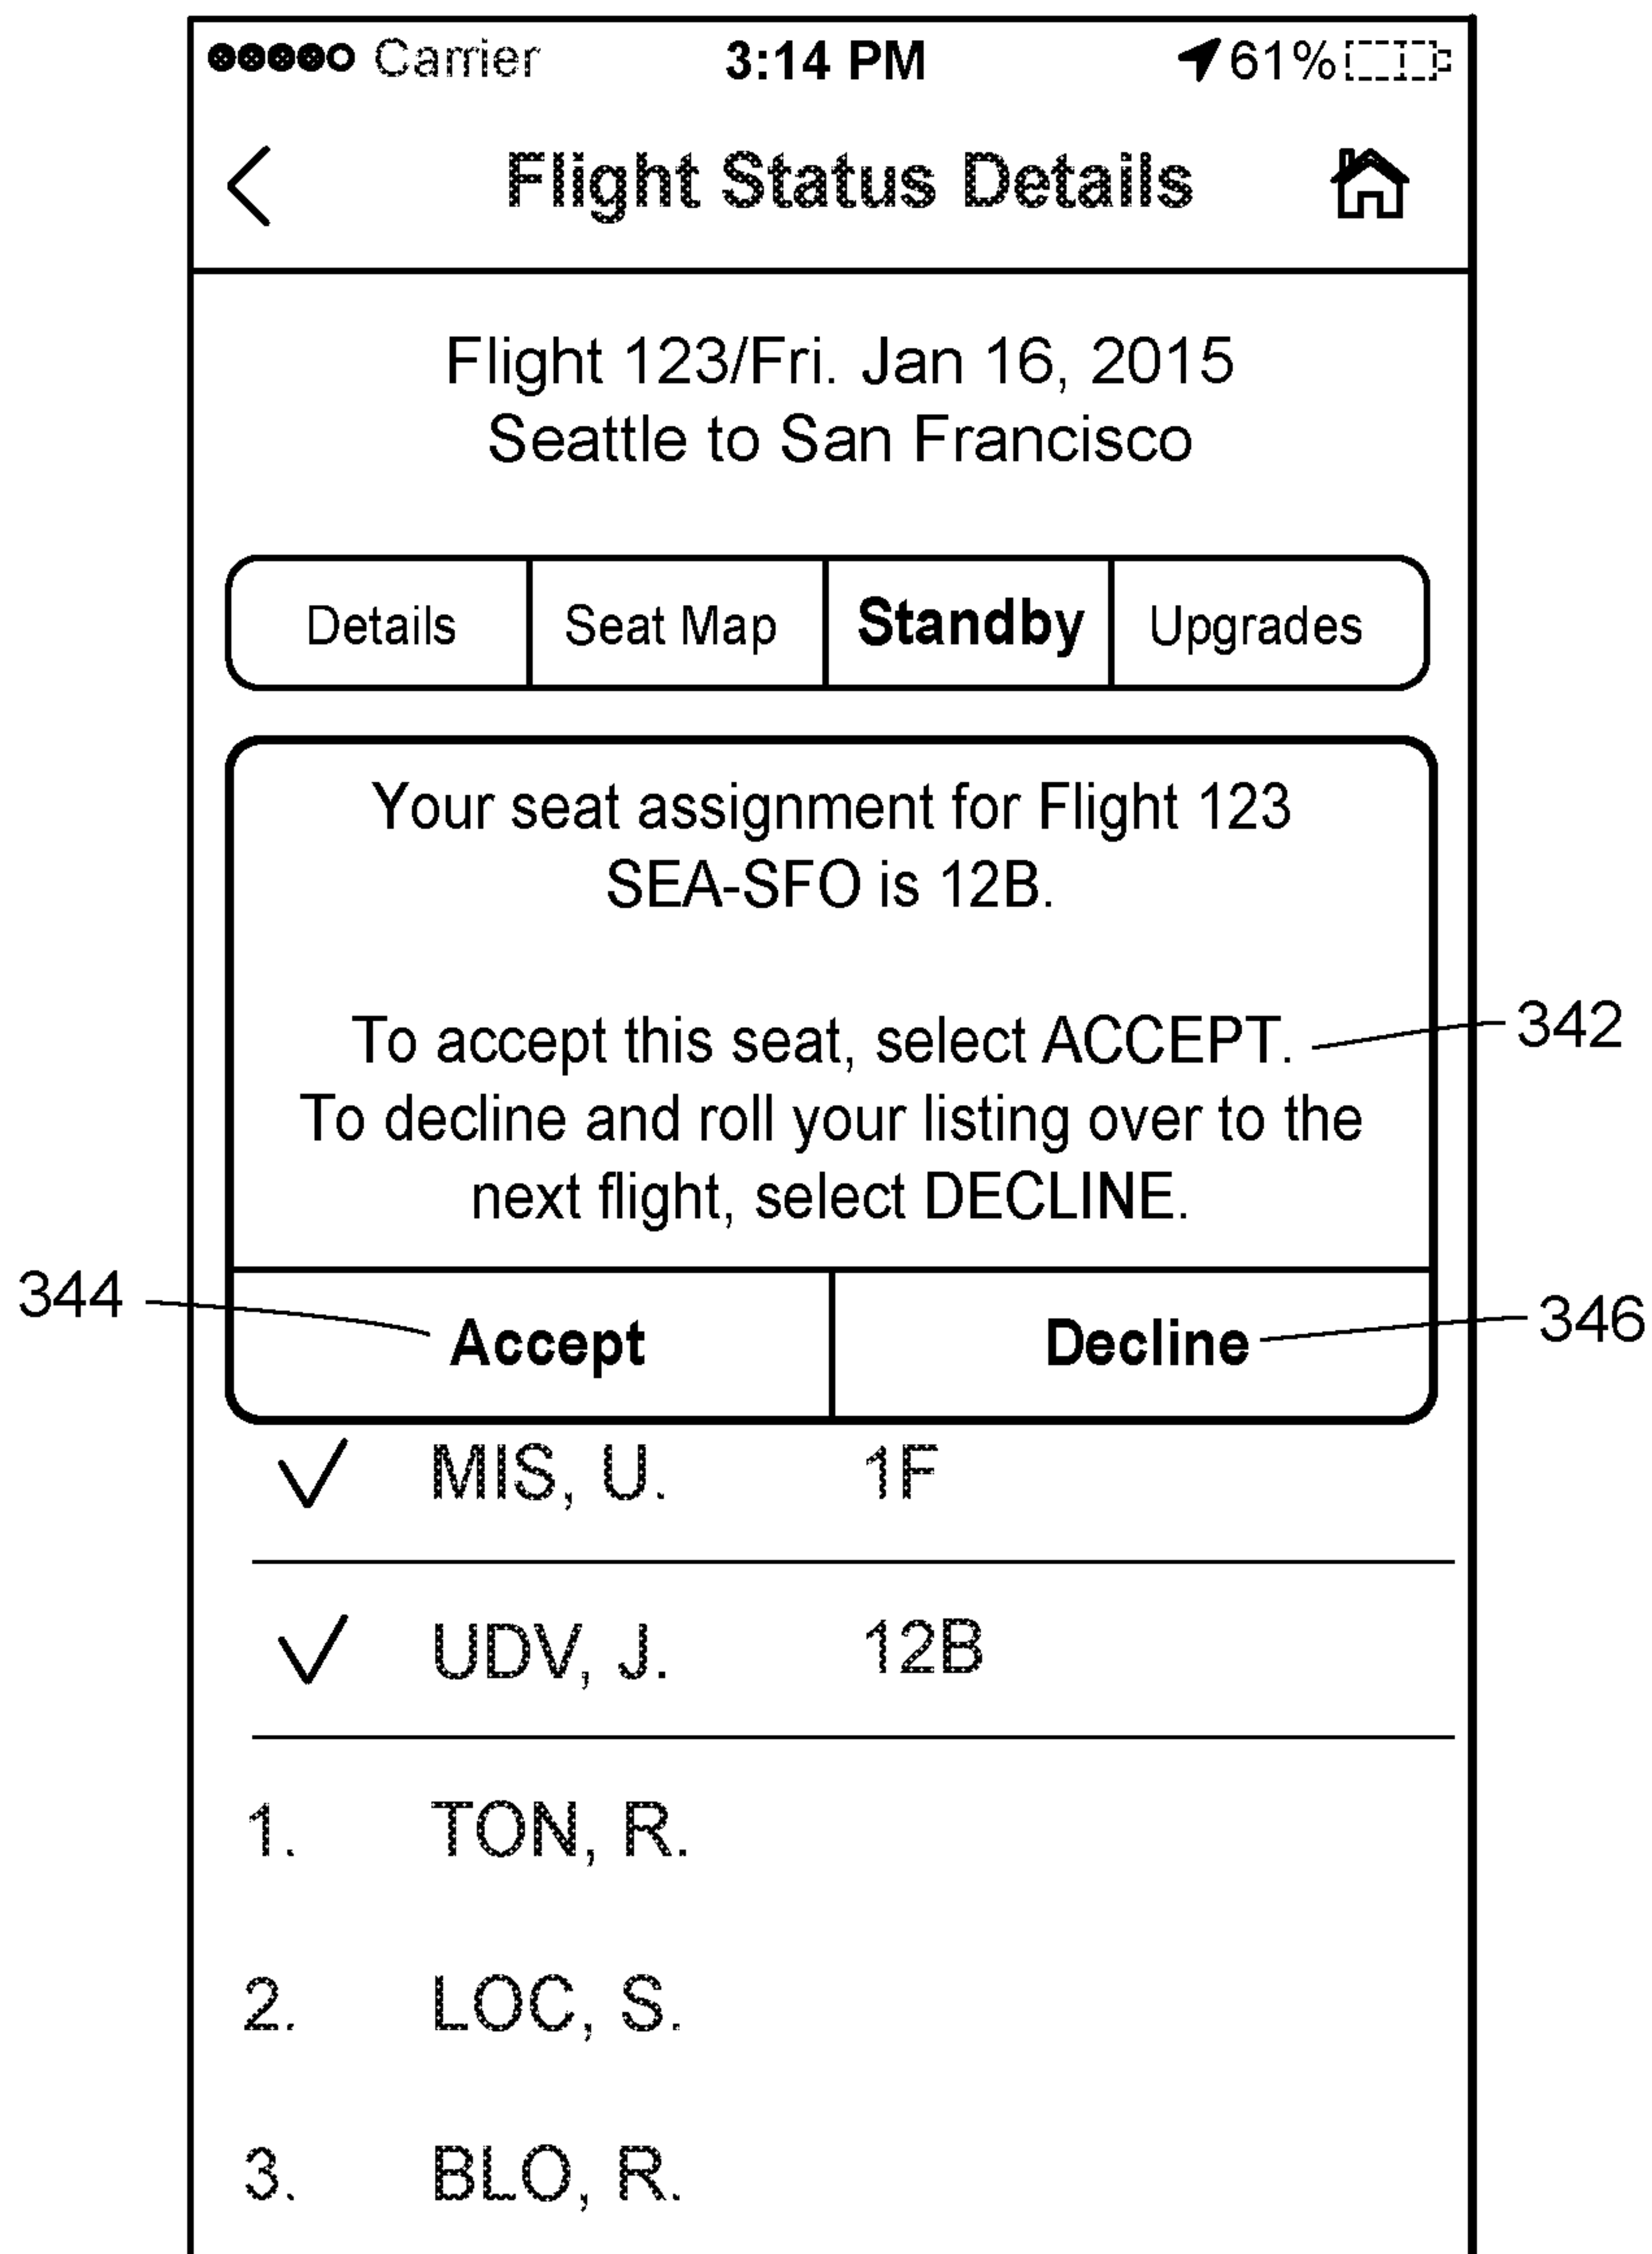 Carrier 3:14 PM 61%
Flight Status Details
Flight 123/Fri. Jan 16, 2015
Seattle to San Francisco
Details Seat Map Standby Upgrades
Your seat assignment for Flight 123
SEA-SFO is 12B.
To accept this seat, select ACCEPT.
342
To decline and roll your listing over to the
next flight, select DECLINE.
344
Accept Decline
346
MIS, U. 1F
UDV, J. 12B
1. TON, R.
2. LOC, S.
3. BLO, R.